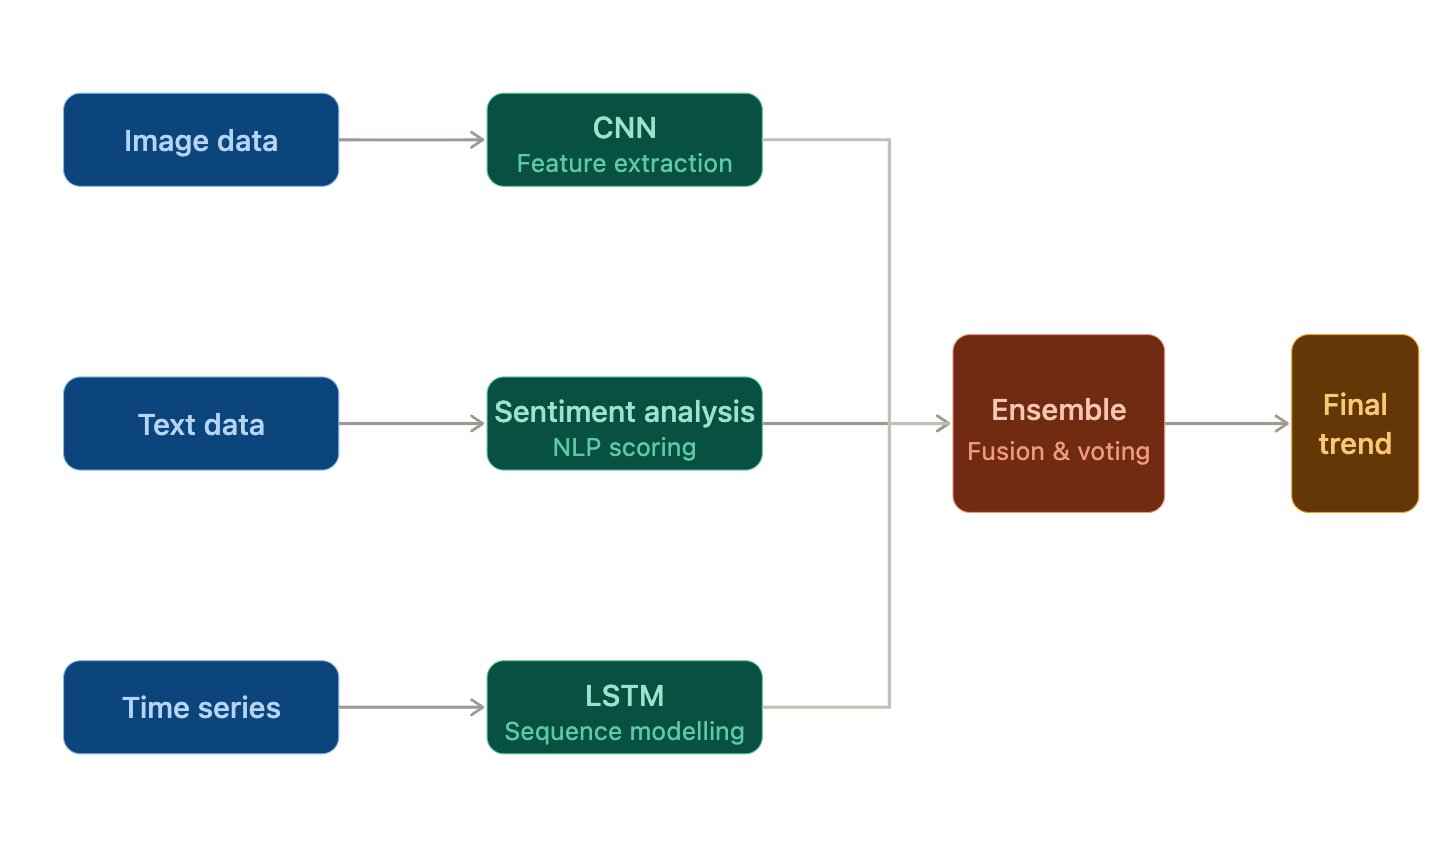 Image data
CNN
Feature extraction
Text data
Sentiment analysis
NLP scoring
Time series
LSTM
Sequence modelling
Ensemble
Fusion & voting
Final
trend